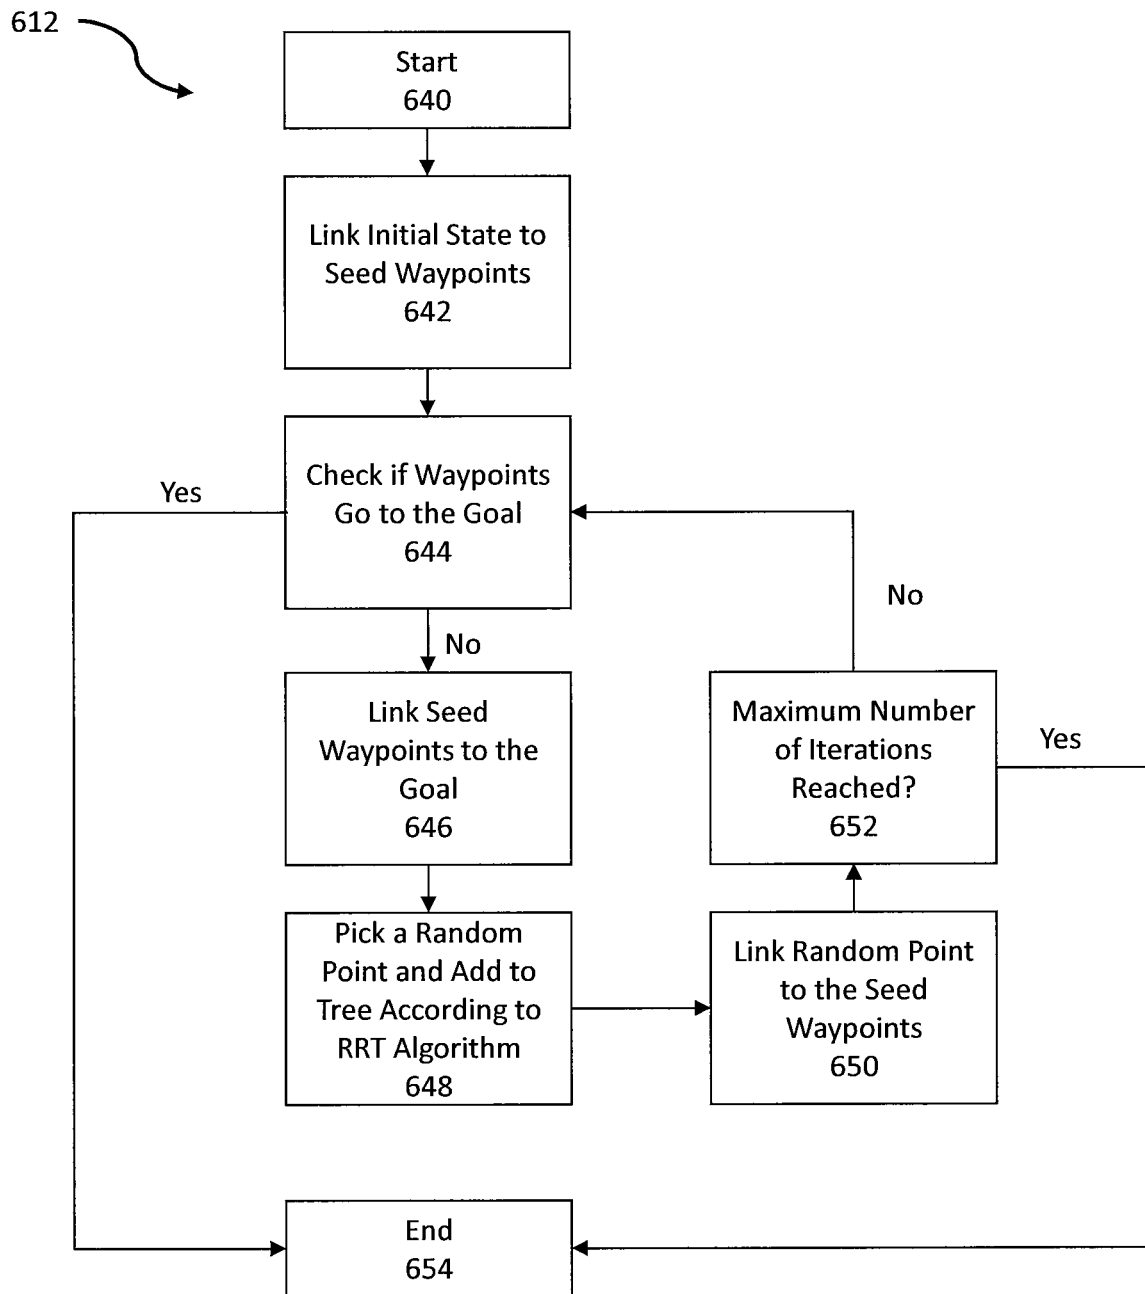 612
Start
640
Link Initial State to
Seed Waypoints
642
Check if Waypoints
Go to the Goal
644
Yes
No
No
Link Seed
Waypoints to the
Goal
646
Maximum Number
of Iterations
Reached?
652
Yes
Pick a Random
Point and Add to
Tree According to
RRT Algorithm
648
Link Random Point
to the Seed
Waypoints
650
End
654